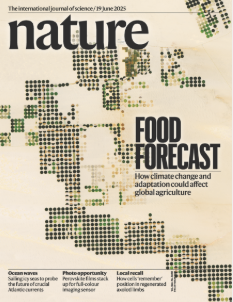 The international journal of science / 19 June 2025
nature
FOOD
FORECAST
How climate change and
adaptation could affect
global agriculture
Ocean waves
Sailing icy seas to probe
the future of crucial
Atlantic currents
Photo opportunity
Perovskite films stack
up for full-colour
imaging sensor
Local recall
How cells ‘remember’
position in regenerated
axolotl limbs